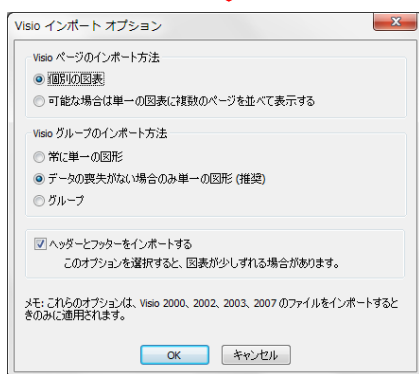 Visio インポート オプション
Visio ページのインポート方法
個別の図表
可能な場合は単一の図表に複数のページを並べて表示する
Visio グループのインポート方法
常に単一の図形
データの喪失がない場合のみ単一の図形 (推奨)
グループ
ヘッダーとフッターをインポートする
このオプションを選択すると、図表が少しずれる場合があります。
メモ: これらのオプションは、Visio 2000、2002、2003、2007 のファイルをインポートすると
きのみに適用されます。
OK
キャンセル